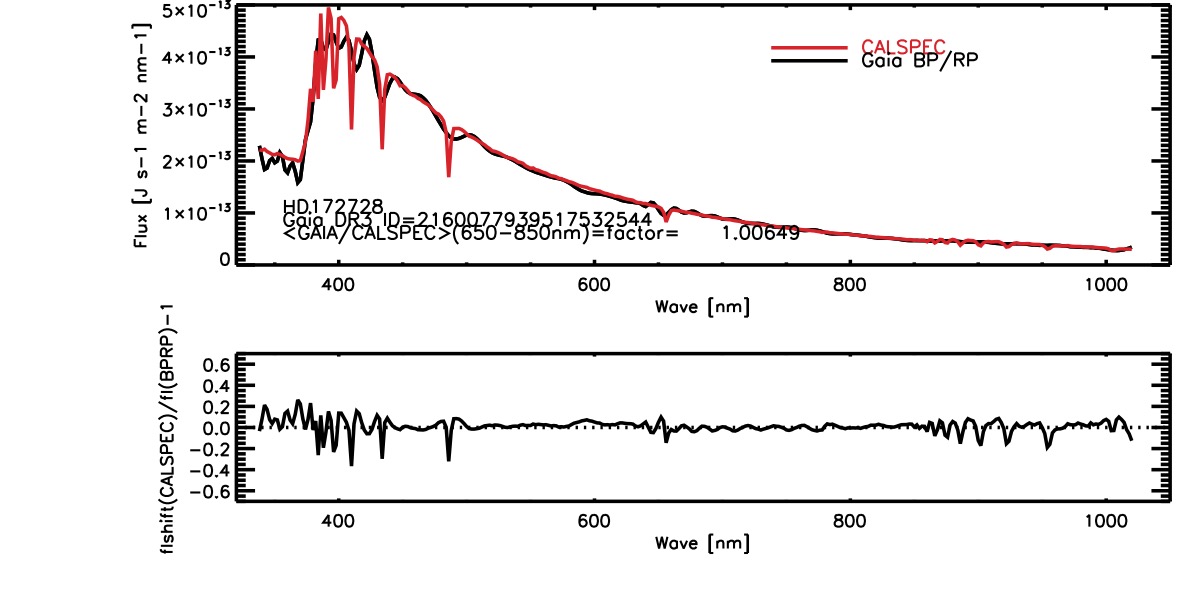 5×10−13
4×10−13
3×10−13
2×10−13
1×10−13
0
Flux [J s−1 m−2 nm−1]
CALSPEC
Gaia BP/RP
HD172728
Gaia DR3 ID=2160077939517532544
<GAIA/CALSPEC>(650−850nm)=factor= 1.00649
400 600 800 1000
Wave [nm]
0.6
0.4
0.2
0.0
−0.2
−0.4
−0.6
flshift(CALSPEC)/fl(BPRP)−1
400 600 800 1000
Wave [nm]